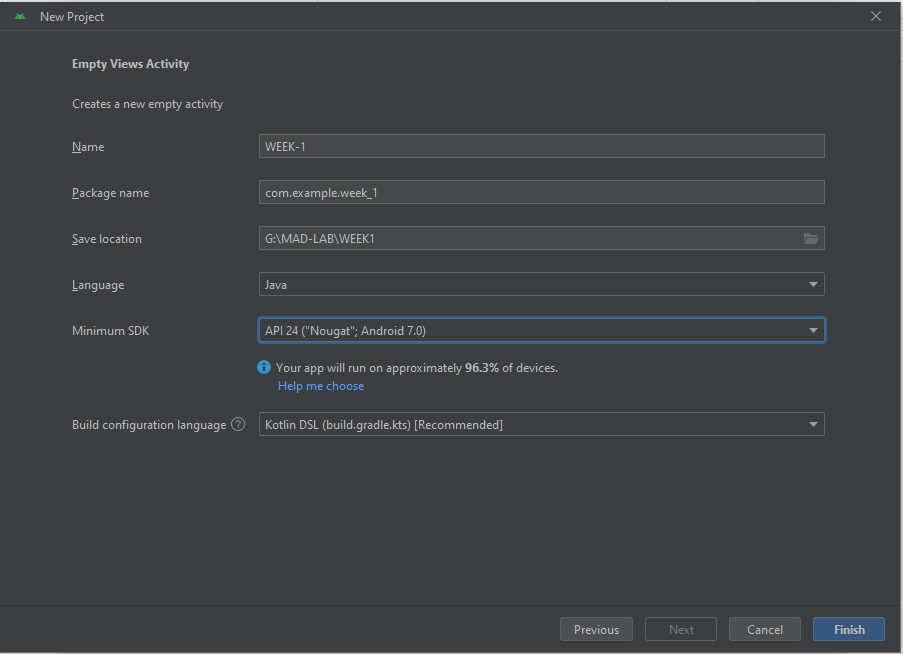 New Project
Empty Views Activity
Creates a new empty activity
Name WEEK-1
Package name com.example.week_1
Save location G:\MAD-LAB\WEEK1
Language Java
Minimum SDK API 24 ("Nougat"; Android 7.0)
Your app will run on approximately 96.3% of devices.
Help me choose
Build configuration language Kotlin DSL (build.gradle.kts) [Recommended]
Previous Next Cancel Finish